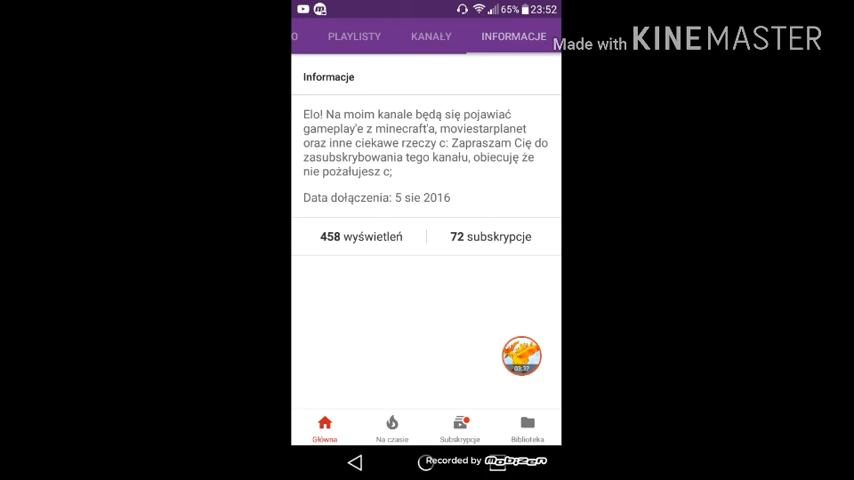 65% 23:52
O PLAYLISTY KANAŁY INFORMACJE
Made with KINEMASTER
Informacje
Elo! Na moim kanale będą się pojawiać
gameplay'e z minecraft'a, moviestarplanet
oraz inne ciekawe rzeczy c: Zapraszam Cię do
zasubskrybowania tego kanału, obiecuję że
nie pożałujesz c;
Data dołączenia: 5 sie 2016
458 wyświetleń 72 subskrypcje
03:37
Główna Na czasie Subskrypcje Biblioteka
Recorded by mobizen